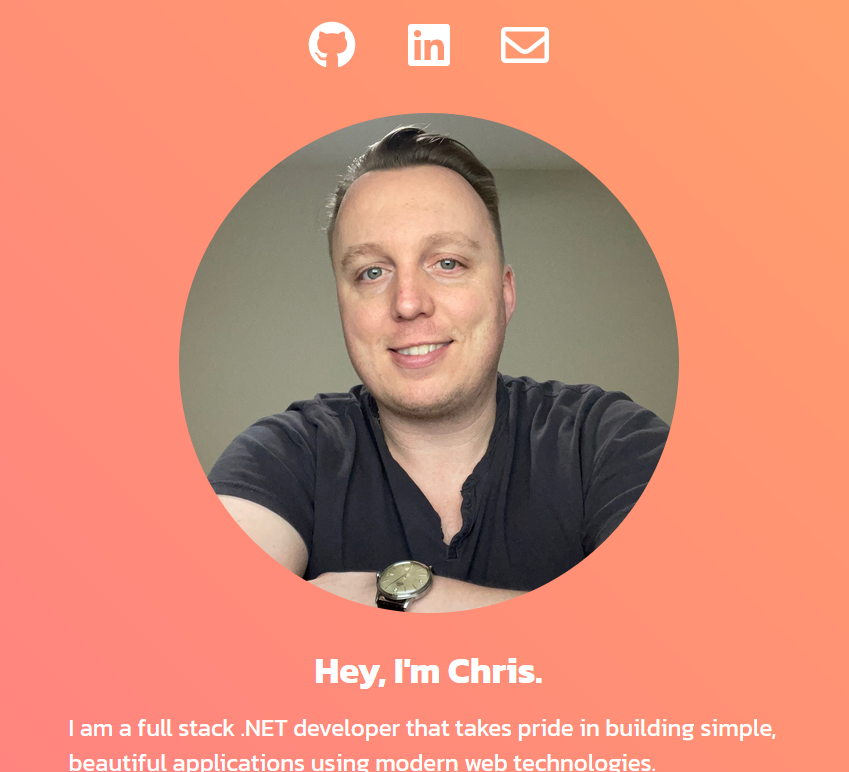 in
Hey, I'm Chris.
I am a full stack .NET developer that takes pride in building simple,
beautiful applications using modern web technologies.